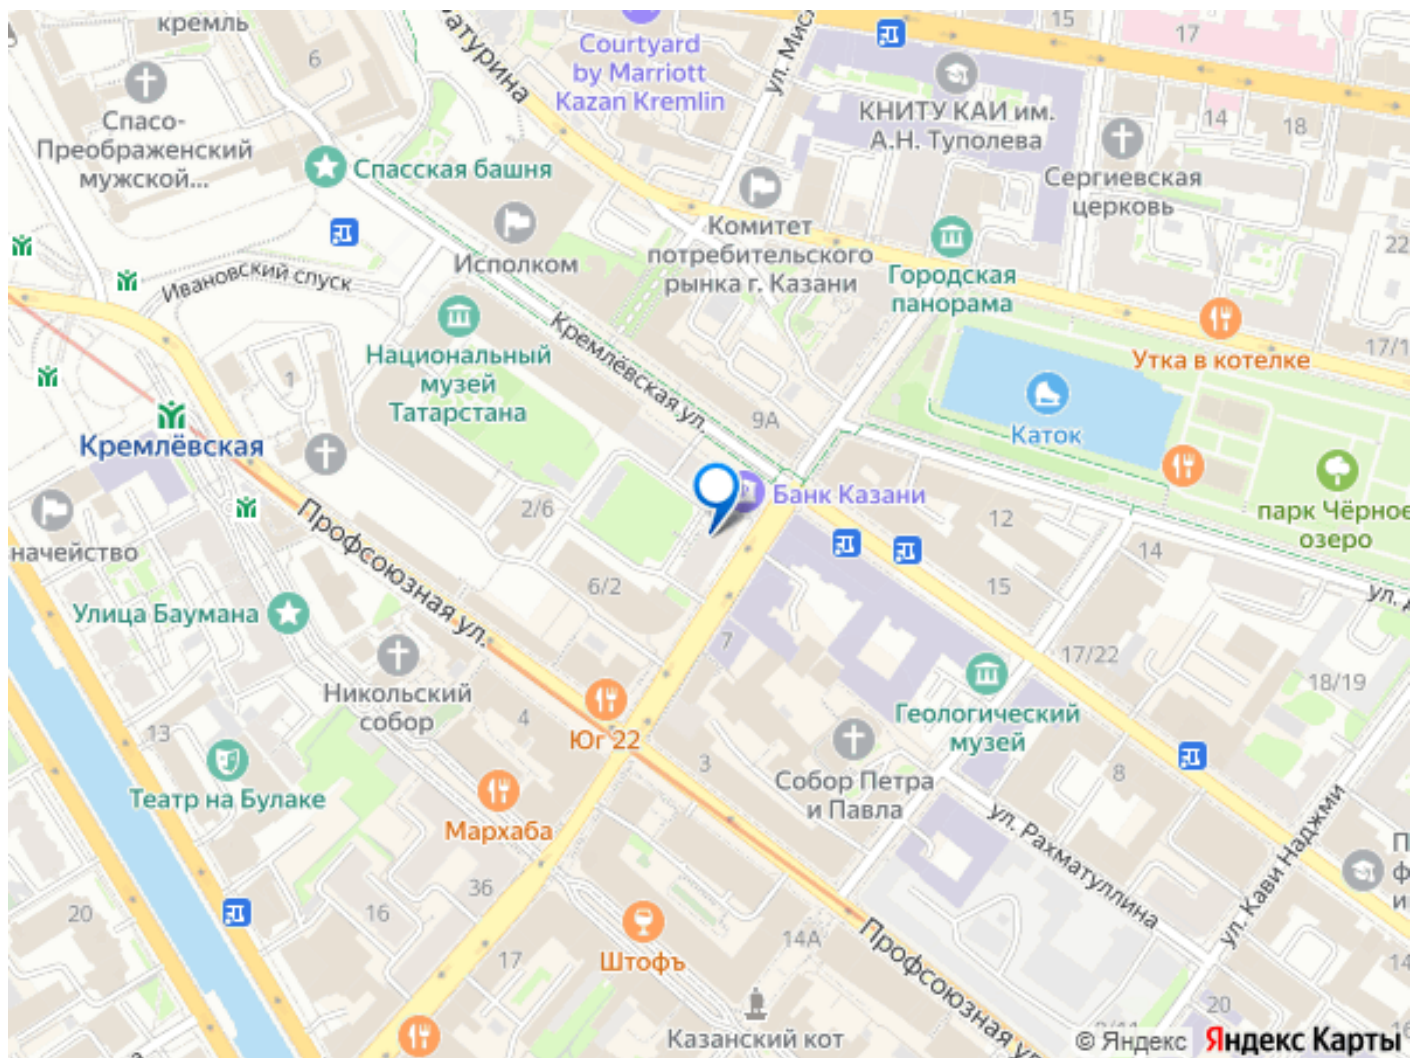 кремль
6
Спасо-
Преображенский
мужской...
Спасская башня
Courtyard
by Marriott
Kazan Kremlin
15
17
КНИТУ КАИ им.
А.Н. Туполева
14
18
Сергиевская
церковь
Исполком
Комитет
потребительского
рынка г. Казани
Городская
панорама
22
Ивановский спуск
Национальный
музей
Татарстана
Кремлёвская ул.
Утка в котелке
17/1
1
9А
Каток
Кремлёвская
Банк Казани
парк Чёрное
озеро
2/6
12
14
значейство
Профсоюзная ул.
6/2
15
Улица Баумана
7
17/22
18/19
Никольский
собор
4
Юг 22
Геологический
музей
13
3
8
Собор Петра
и Павла
Театр на Булаке
Мархаба
ул. Рахматуллина
ул. Кави Наджми
36
20
16
17
14А
Штофъ
Профсоюзная ул.
20
16
Казанский кот
© Яндекс
Яндекс Карты